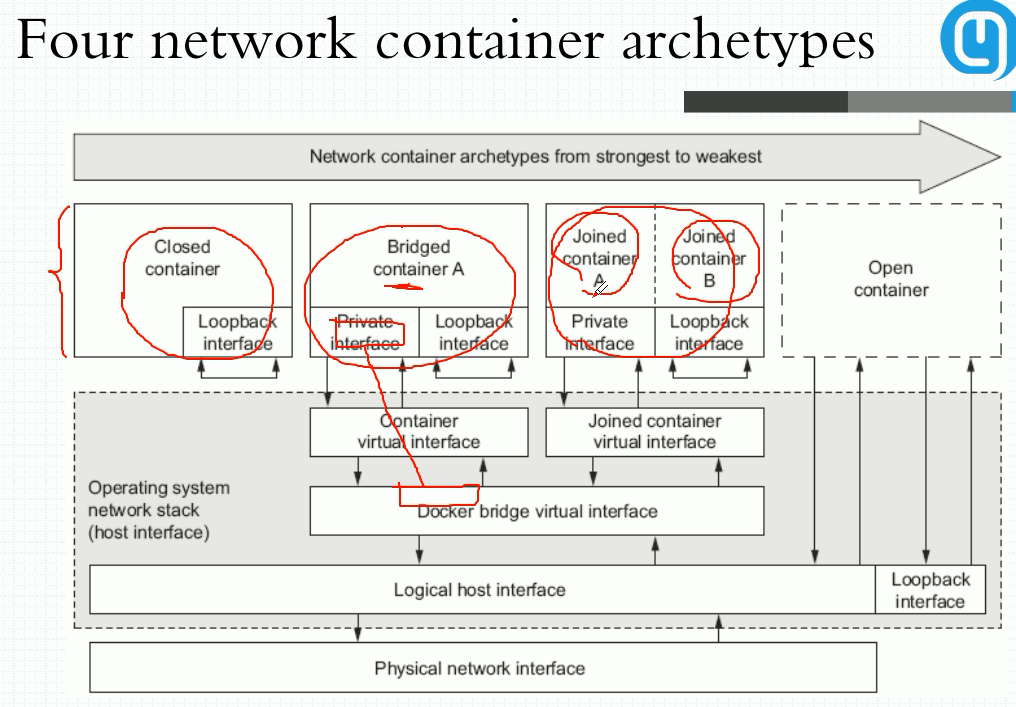 Four network container archetypes
Network container archetypes from strongest to weakest
Closed
container
Loopback
interface
Bridged
container A
Private
interface
Loopback
interface
Joined
container
A
Joined
container
B
Private
interface
Loopback
interface
Open
container
Container
virtual interface
Joined container
virtual interface
Operating system
network stack
(host interface)
Docker bridge virtual interface
Logical host interface
Loopback
interface
Physical network interface